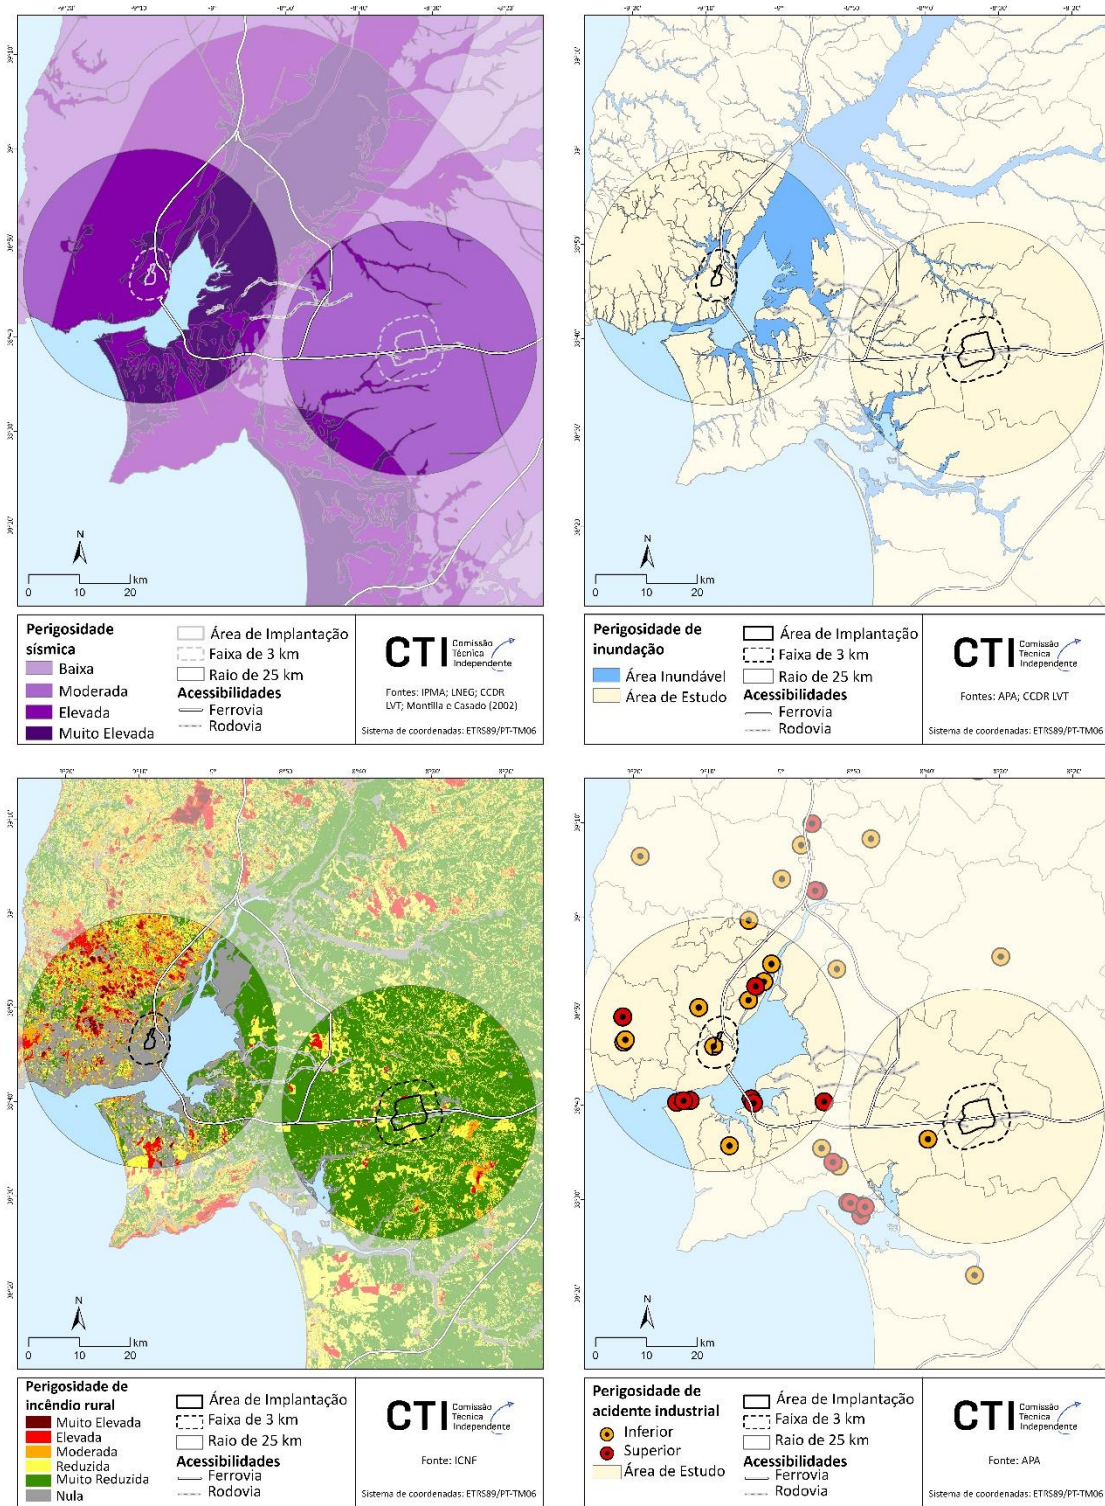 Perigosidade sísmica
Baixa
Moderada
Elevada
Muito Elevada
Área de Implantação
Faixa de 3 km
Raio de 25 km
Acessibilidades
Ferrovia
Rodovia
CTI Comissão Técnica Independente
Fontes: IPMA; LNEG; CCDR
LVT; Montilla e Casado (2002)
Sistema de coordenadas: ETRS89/PT-TM06
N
0 10 20 km
Perigosidade de inundação
Área Inundável
Área de Estudo
Área de Implantação
Faixa de 3 km
Raio de 25 km
Acessibilidades
Ferrovia
Rodovia
CTI Comissão Técnica Independente
Fontes: APA; CCDR LVT
Sistema de coordenadas: ETRS89/PT-TM06
N
0 10 20 km
Perigosidade de incêndio rural
Muito Elevada
Elevada
Moderada
Reduzida
Muito Reduzida
Nula
Área de Implantação
Faixa de 3 km
Raio de 25 km
Acessibilidades
Ferrovia
Rodovia
CTI Comissão Técnica Independente
Fonte: ICNF
Sistema de coordenadas: ETRS89/PT-TM06
N
0 10 20 km
Perigosidade de acidente industrial
Inferior
Superior
Área de Estudo
Área de Implantação
Faixa de 3 km
Raio de 25 km
Acessibilidades
Ferrovia
Rodovia
CTI Comissão Técnica Independente
Fonte: APA
Sistema de coordenadas: ETRS89/PT-TM06
N
0 10 20 km